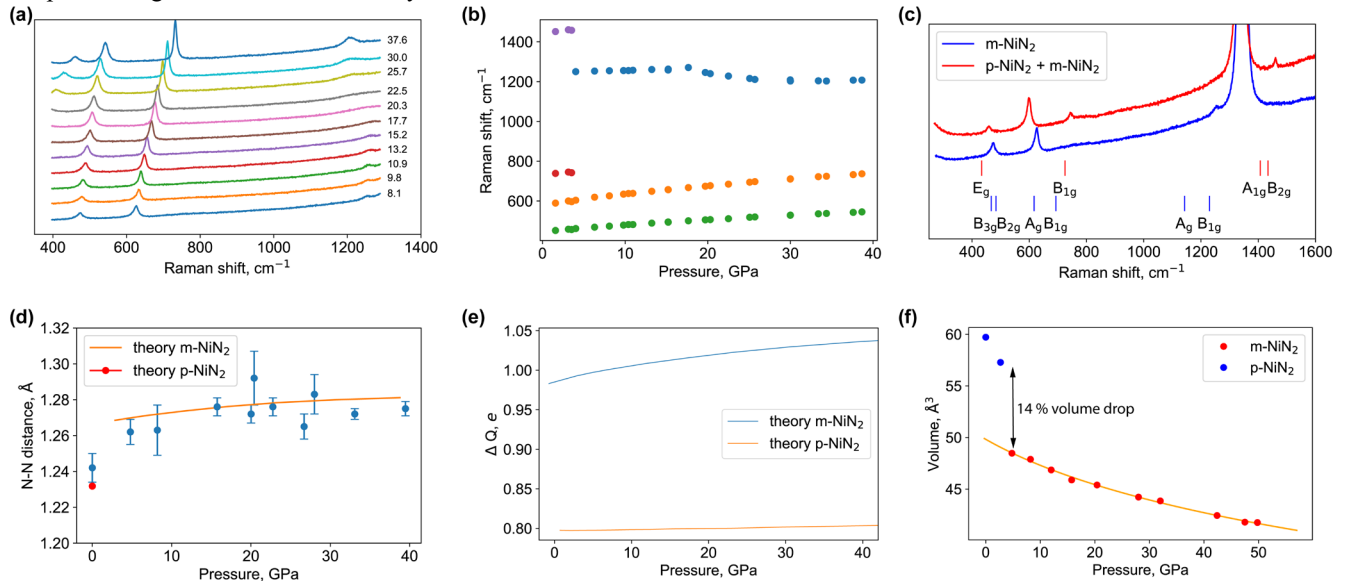 (a)
37.6
30.0
25.7
22.5
20.3
17.7
15.2
13.2
10.9
9.8
8.1
400 600 800 1000 1200 1400
Raman shift, cm⁻¹
(b)
1400
1200
1000
800
600
Raman shift, cm⁻¹
0 5 10 15 20 25 30 35 40
Pressure, GPa
(c)
m-NiN₂
p-NiN₂ + m-NiN₂
E_g B_1g A_1g B_2g
B_3g B_2g A_g B_1g A_g B_1g
400 600 800 1000 1200 1400 1600
Raman shift, cm⁻¹
(d)
1.32
1.30
1.28
1.26
1.24
1.22
1.20
N-N distance, Å
theory m-NiN₂
theory p-NiN₂
0 10 20 30 40
Pressure, GPa
(e)
1.05
1.00
0.95
0.90
0.85
0.80
Δ Q, e
theory m-NiN₂
theory p-NiN₂
0 10 20 30 40
Pressure, GPa
(f)
60
55
50
45
Volume, Å³
m-NiN₂
p-NiN₂
14 % volume drop
0 10 20 30 40 50
Pressure, GPa